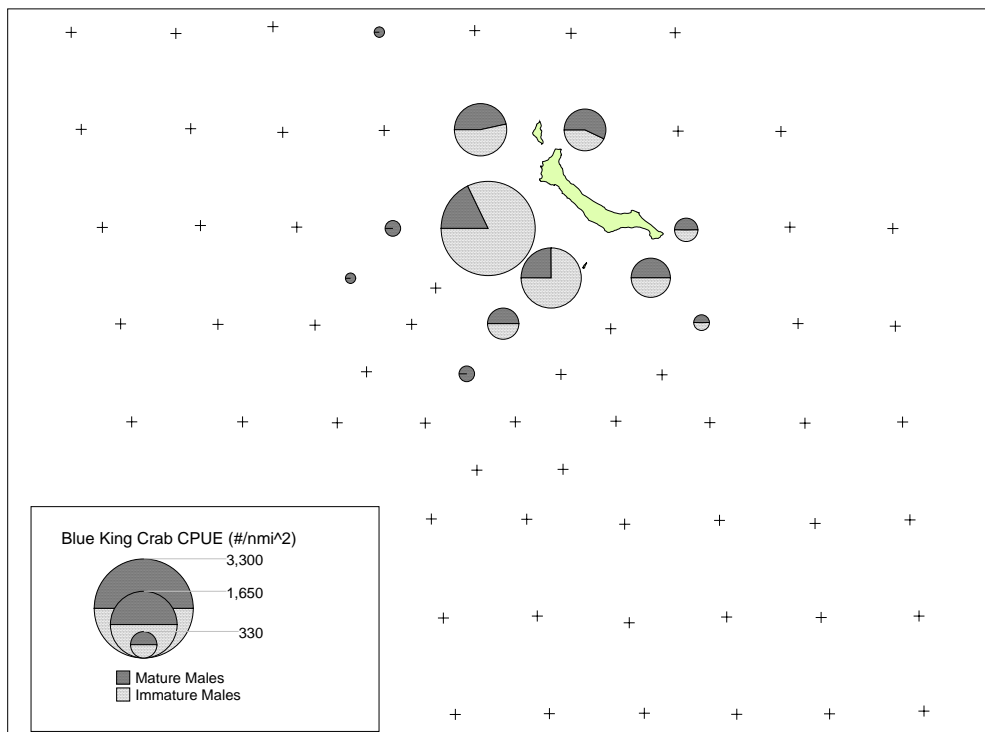 Blue King Crab CPUE (#/nmi^2)
3,300
1,650
330
Mature Males
Immature Males